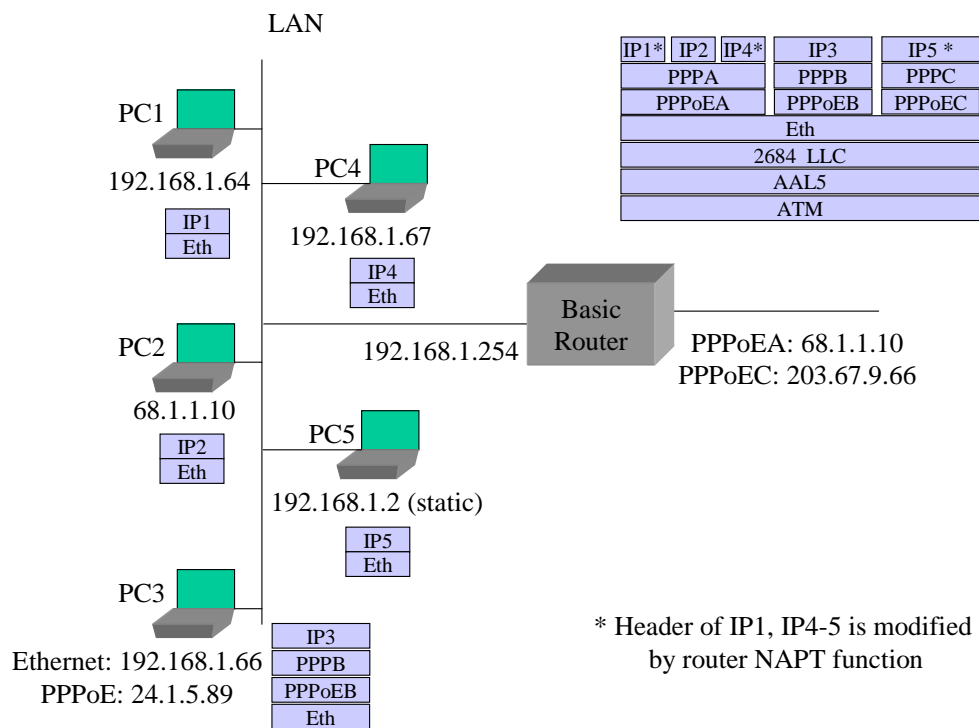 LAN
IP1* IP2 IP4* IP3 IP5 *
PPPA PPPB PPPC
PPPoEA PPPoEB PPPoEC
Eth
2684 LLC
AAL5
ATM
PC1
192.168.1.64
IP1
Eth
PC4
192.168.1.67
IP4
Eth
Basic
Router
192.168.1.254
PPPoEA: 68.1.1.10
PPPoEC: 203.67.9.66
PC2
68.1.1.10
IP2
Eth
PC5
192.168.1.2 (static)
IP5
Eth
PC3
Ethernet: 192.168.1.66
PPPoE: 24.1.5.89
IP3
PPPB
PPPoEB
Eth
* Header of IP1, IP4-5 is modified
by router NAPT function